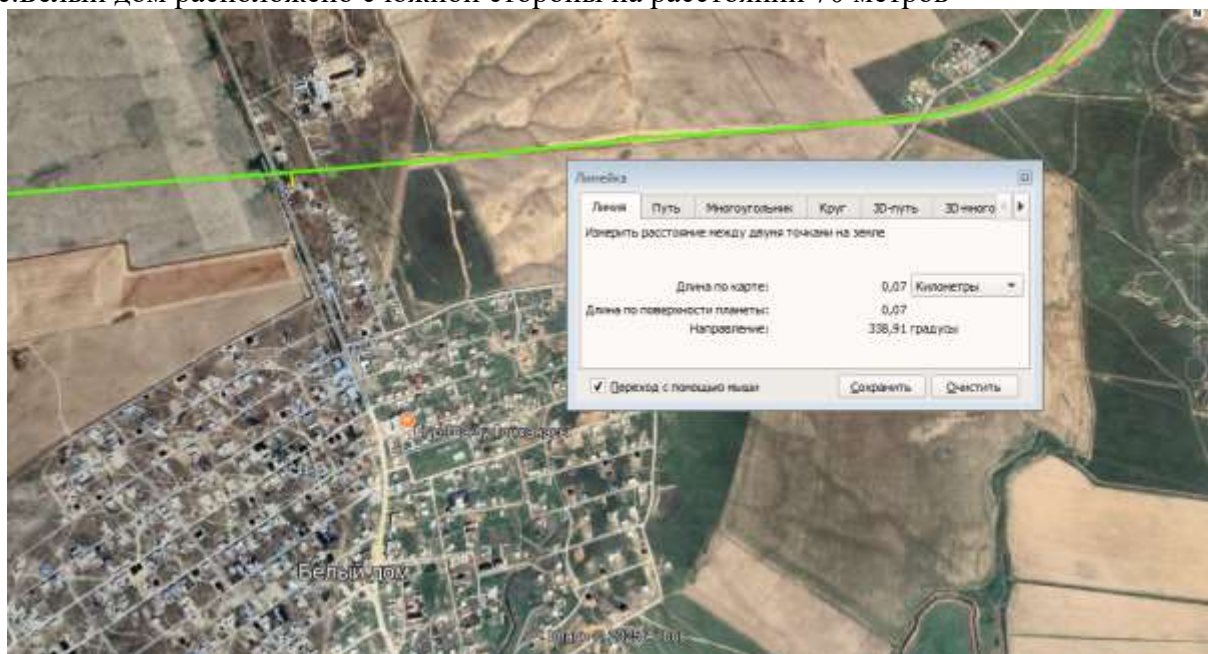 с.Белый дом расположено с южной стороны на расстоянии 70 метров
N
Линейка
Линия Путь Многоугольник Круг 3D-путь 3D-много
Измерить расстояние между двумя точками на земле
Длина по карте: 0,07 Километры
Длина по поверхности планеты: 0,07
Направление: 338,91 градусы
Переход с помощью мыши Сохранить Очистить
Белый дом